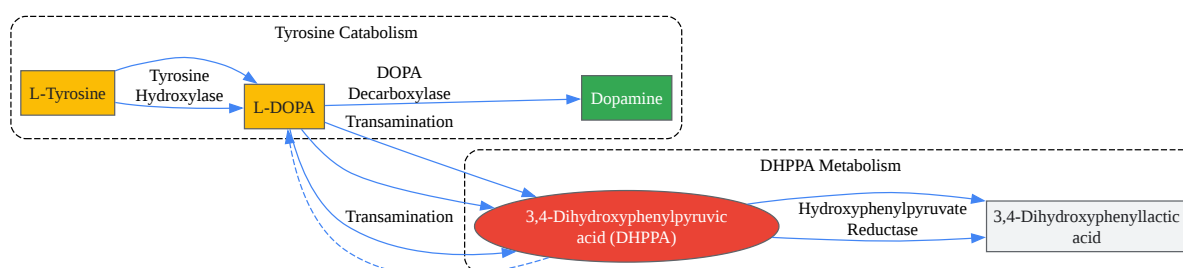 Tyrosine Catabolism
L-Tyrosine
Tyrosine
Hydroxylase
L-DOPA
DOPA
Decarboxylase
Dopamine
Transamination
DHPPA Metabolism
Transamination
3,4-Dihydroxyphenylpyruvic
acid (DHPPA)
Hydroxyphenylpyruvate
Reductase
3,4-Dihydroxyphenyllactic
acid